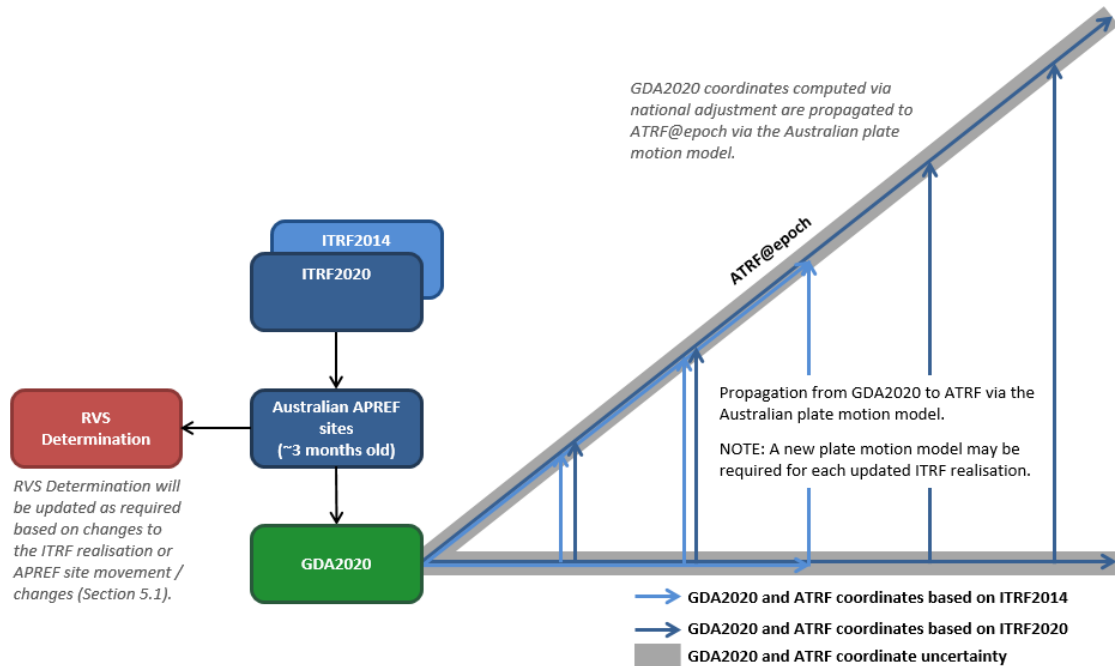 GDA2020 coordinates computed via
national adjustment are propagated to
ATRF@epoch via the Australian plate
motion model.
ITRF2014
ITRF2020
ATRF@epoch
RVS
Determination
Australian APREF
sites
(~3 months old)
Propagation from GDA2020 to ATRF via the
Australian plate motion model.
NOTE: A new plate motion model may be
required for each updated ITRF realisation.
RVS Determination will
be updated as required
based on changes to
the ITRF realisation or
APREF site movement /
changes (Section 5.1).
GDA2020
GDA2020 and ATRF coordinates based on ITRF2014
GDA2020 and ATRF coordinates based on ITRF2020
GDA2020 and ATRF coordinate uncertainty